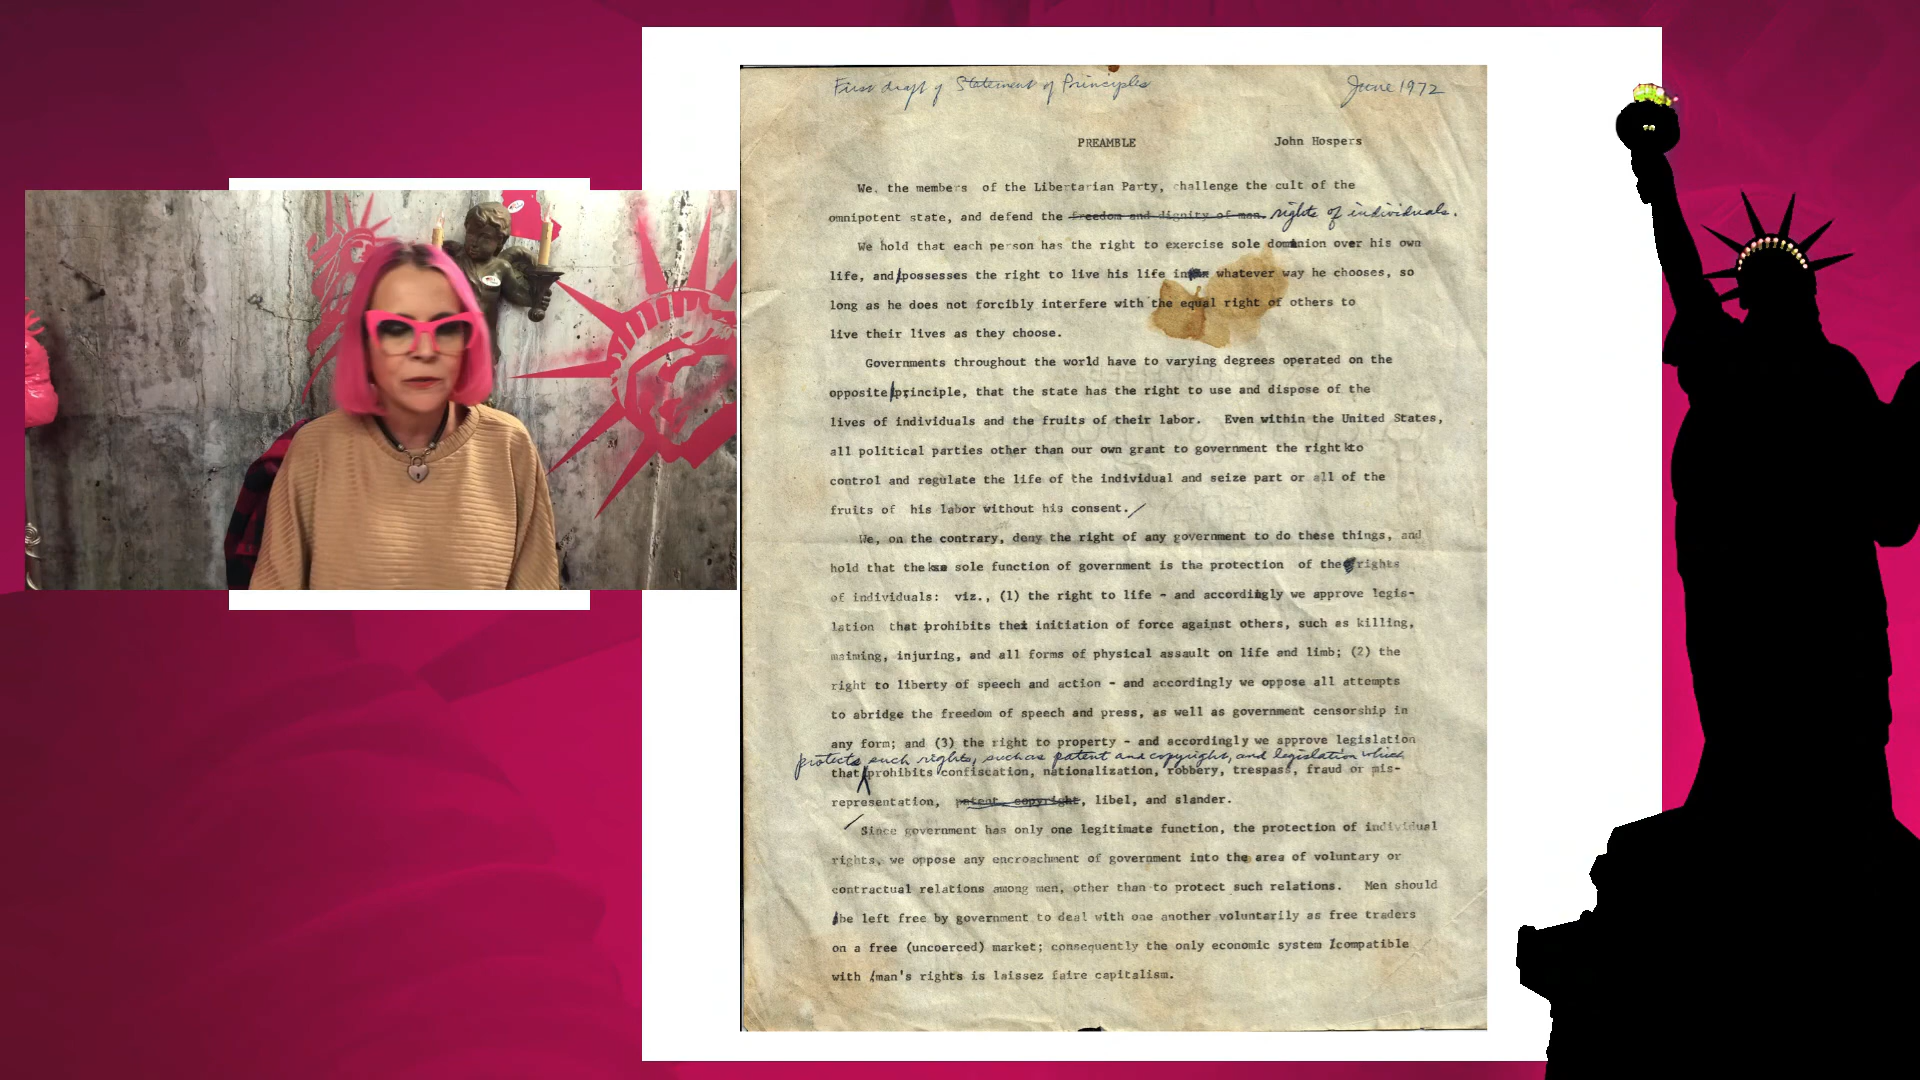 First draft of Statement of Principles June 1972
PREAMBLE John Hospers
We, the members of the Libertarian Party, challenge the cult of the
omnipotent state, and defend the freedom and dignity of man. rights of individuals.
We hold that each person has the right to exercise sole dominion over his own
life, and possesses the right to live his life in whatever way he chooses, so
long as he does not forcibly interfere with the equal right of others to
live their lives as they choose.
Governments throughout the world have to varying degrees operated on the
opposite principle, that the state has the right to use and dispose of the
lives of individuals and the fruits of their labor. Even within the United States,
all political parties other than our own grant to government the right to
control and regulate the life of the individual and seize part or all of the
fruits of his labor without his consent.
We, on the contrary, deny the right of any government to do these things, and
hold that the sole function of government is the protection of the rights
of individuals: viz., (1) the right to life - and accordingly we approve legis-
lation that prohibits the initiation of force against others, such as killing,
maiming, injuring, and all forms of physical assault on life and limb; (2) the
right to liberty of speech and action - and accordingly we oppose all attempts
to abridge the freedom of speech and press, as well as government censorship in
any form; and (3) the right to property - and accordingly we approve legislation
protects such rights, such as patent and copyright, and legislation which
that prohibits confiscation, nationalization, robbery, trespass, fraud or mis-
representation, patent, copyright, libel, and slander.
Since government has only one legitimate function, the protection of individual
rights, we oppose any encroachment of government into the area of voluntary or
contractual relations among men, other than to protect such relations. Men should
be left free by government to deal with one another voluntarily as free traders
on a free (uncoerced) market; consequently the only economic system compatible
with man's rights is laissez faire capitalism.